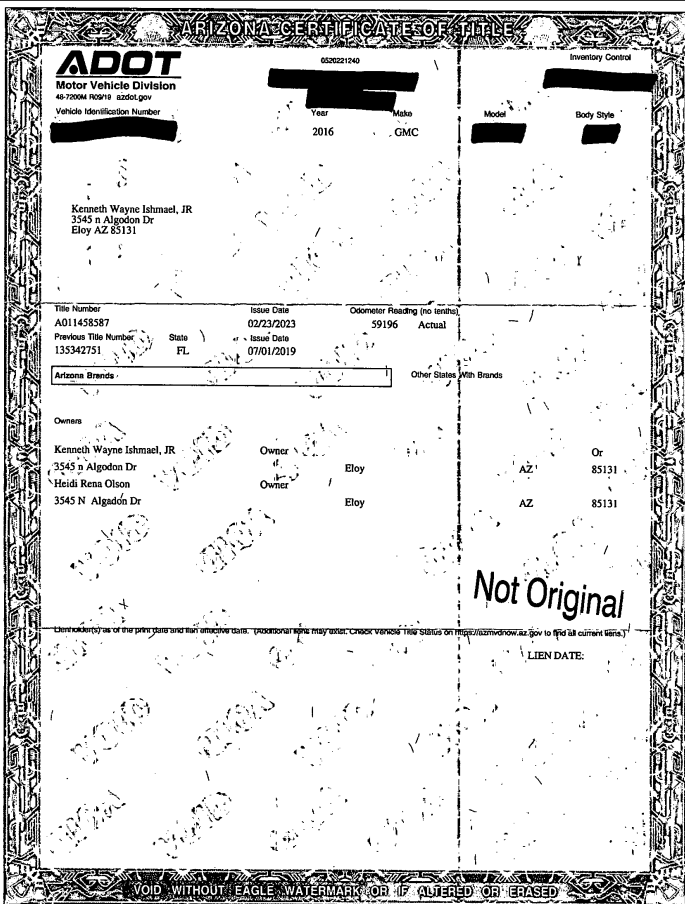 ARIZONA CERTIFICATE OF TITLE
ADOT
Motor Vehicle Division
48-7200M R09/19 azdot.gov
0520221240
Inventory Control
Vehicle Identification Number
Year Make Model Body Style
2016 GMC
Kenneth Wayne Ishmael, JR
3545 n Algodon Dr
Eloy AZ 85131
Title Number Issue Date Odometer Reading (no tenths)
A011458587 02/23/2023 59196 Actual
Previous Title Number State Issue Date
135342751 FL 07/01/2019
Arizona Brands Other States With Brands
Owners
Kenneth Wayne Ishmael, JR Owner Or
3545 n Algodon Dr Eloy AZ 85131
Heidi Rena Olson Owner
3545 N Algadon Dr Eloy AZ 85131
Not Original
Lienholder(s) as of the print date and lien effective date. (Additional liens may exist. Check Vehicle Title Status on https://azmvdnow.az.gov to find all current liens.)
LIEN DATE:
VOID WITHOUT EAGLE WATERMARK OR IF ALTERED OR ERASED